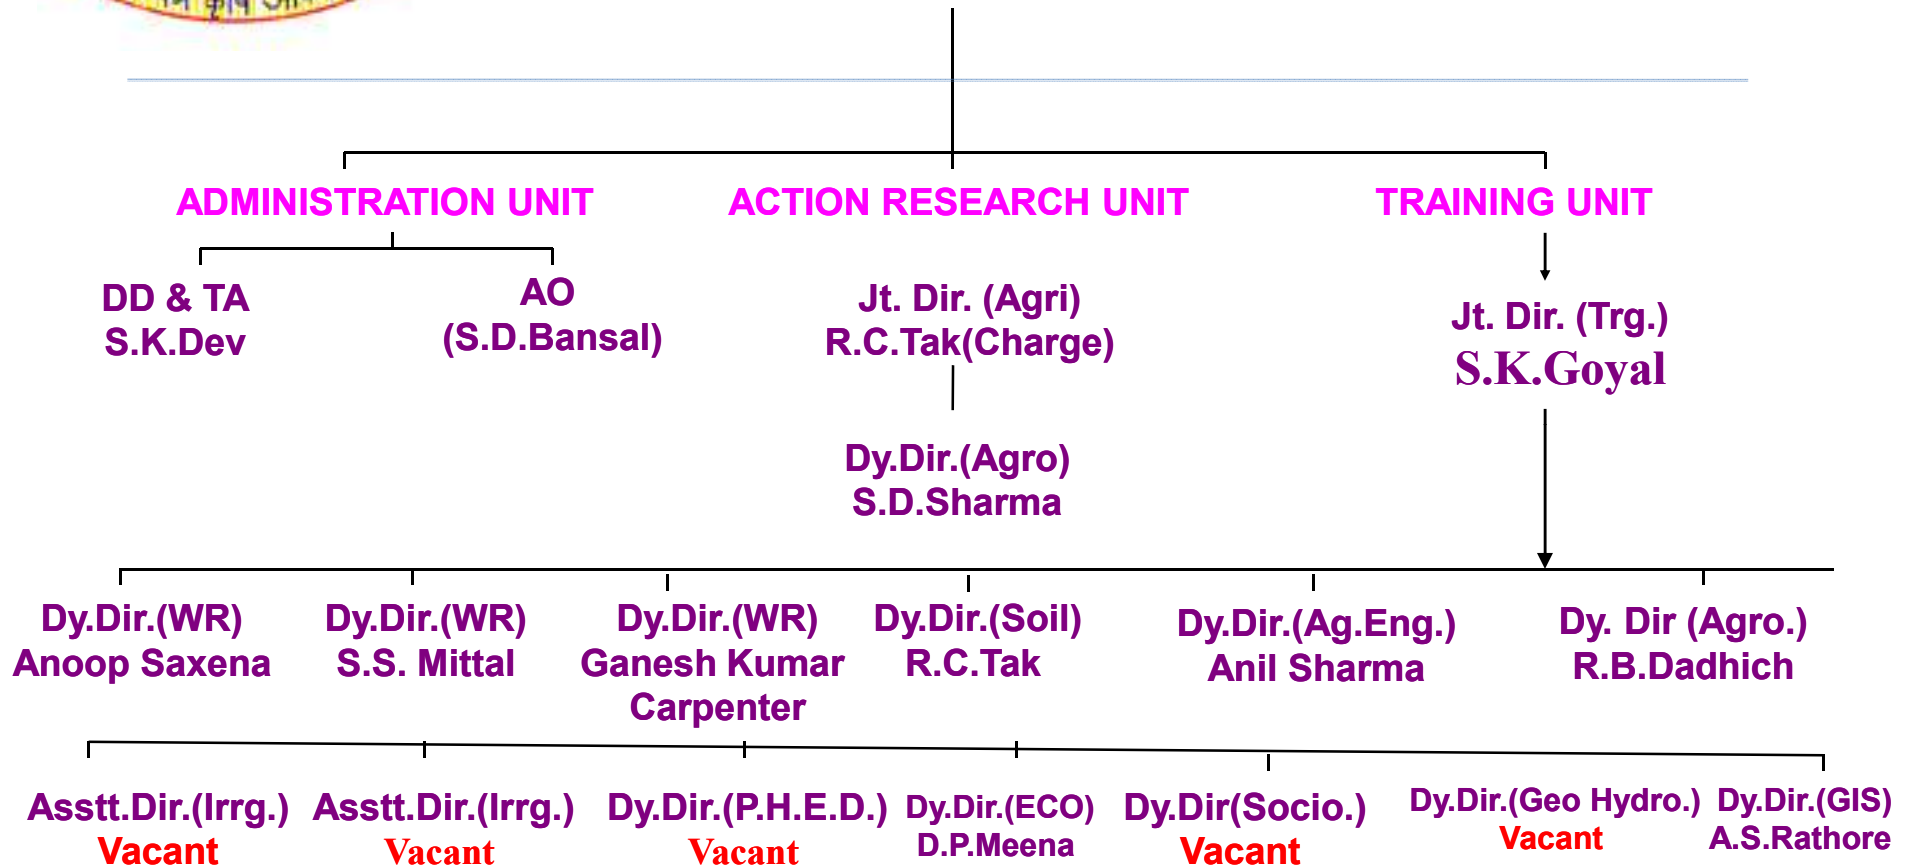 ADMINISTRATION UNIT
ACTION RESEARCH UNIT
TRAINING UNIT
DD & TA
S.K.Dev
AO
(S.D.Bansal)
Jt. Dir. (Agri)
R.C.Tak(Charge)
Jt. Dir. (Trg.)
S.K.Goyal
Dy.Dir.(Agro)
S.D.Sharma
Dy.Dir.(WR)
Anoop Saxena
Dy.Dir.(WR)
S.S. Mittal
Dy.Dir.(WR)
Ganesh Kumar
Carpenter
Dy.Dir.(Soil)
R.C.Tak
Dy.Dir.(Ag.Eng.)
Anil Sharma
Dy. Dir (Agro.)
R.B.Dadhich
Asstt.Dir.(Irrg.)
Vacant
Asstt.Dir.(Irrg.)
Vacant
Dy.Dir.(P.H.E.D.)
Vacant
Dy.Dir.(ECO)
D.P.Meena
Dy.Dir(Socio.)
Vacant
Dy.Dir.(Geo Hydro.)
Vacant
Dy.Dir.(GIS)
A.S.Rathore